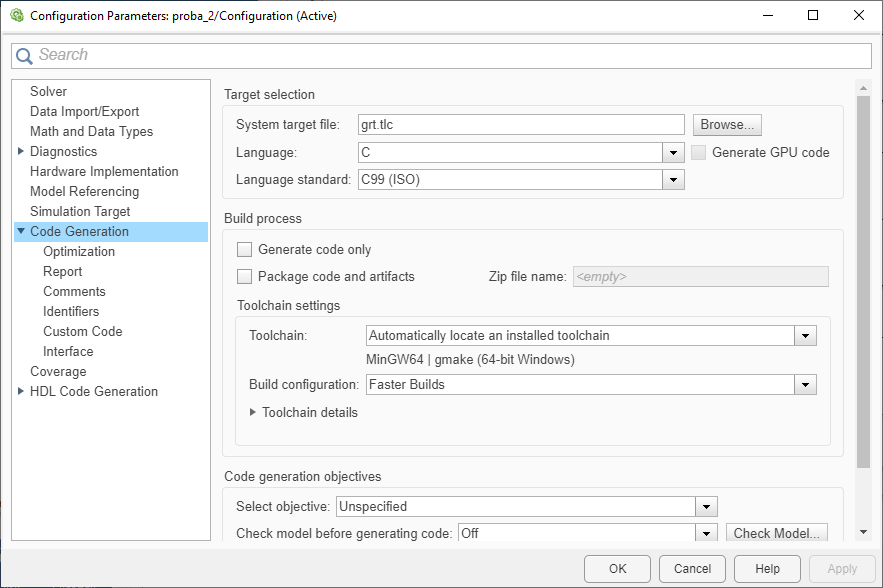 Configuration Parameters: proba_2/Configuration (Active)
Search
Solver
Data Import/Export
Math and Data Types
Diagnostics
Hardware Implementation
Model Referencing
Simulation Target
Code Generation
Optimization
Report
Comments
Identifiers
Custom Code
Interface
Coverage
HDL Code Generation
Target selection
System target file: grt.tlc Browse...
Language: C Generate GPU code
Language standard: C99 (ISO)
Build process
Generate code only
Package code and artifacts Zip file name: <empty>
Toolchain settings
Toolchain: Automatically locate an installed toolchain
MinGW64 | gmake (64-bit Windows)
Build configuration: Faster Builds
Toolchain details
Code generation objectives
Select objective: Unspecified
Check model before generating code: Off Check Model...
OK Cancel Help Apply